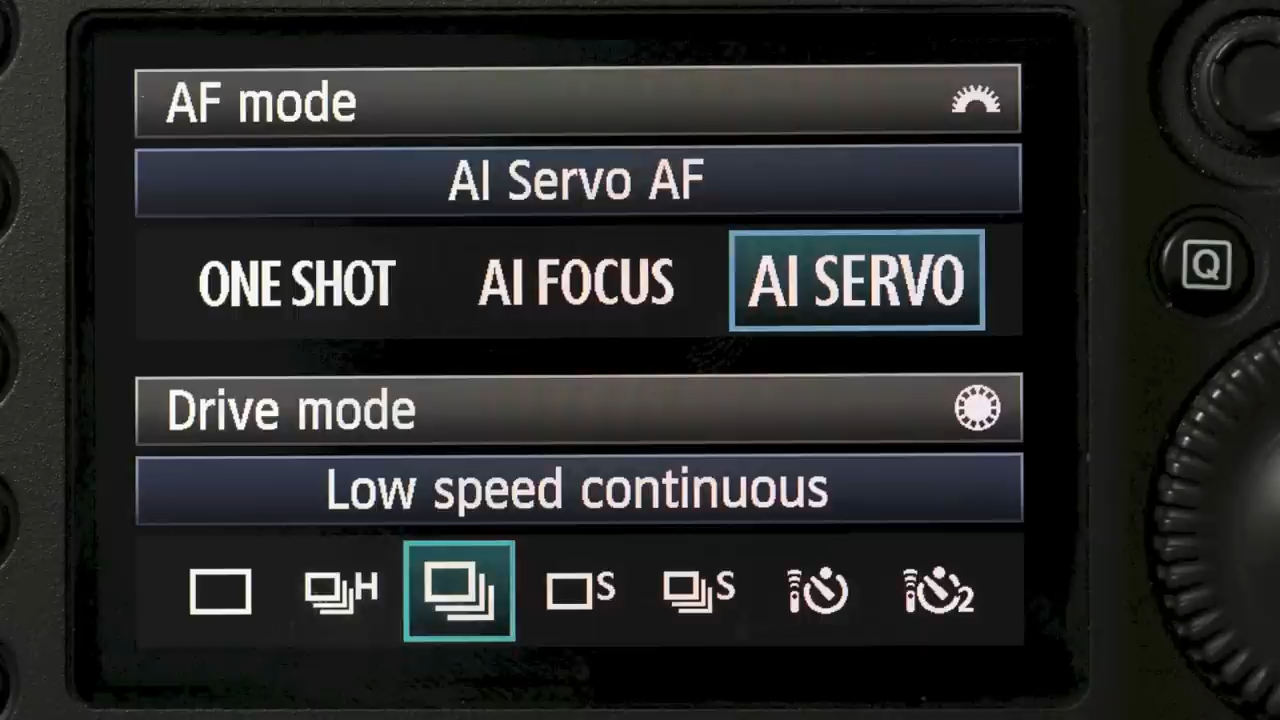 AF mode
AI Servo AF
ONE SHOT AI FOCUS AI SERVO
Q
Drive mode
Low speed continuous
H S S 2